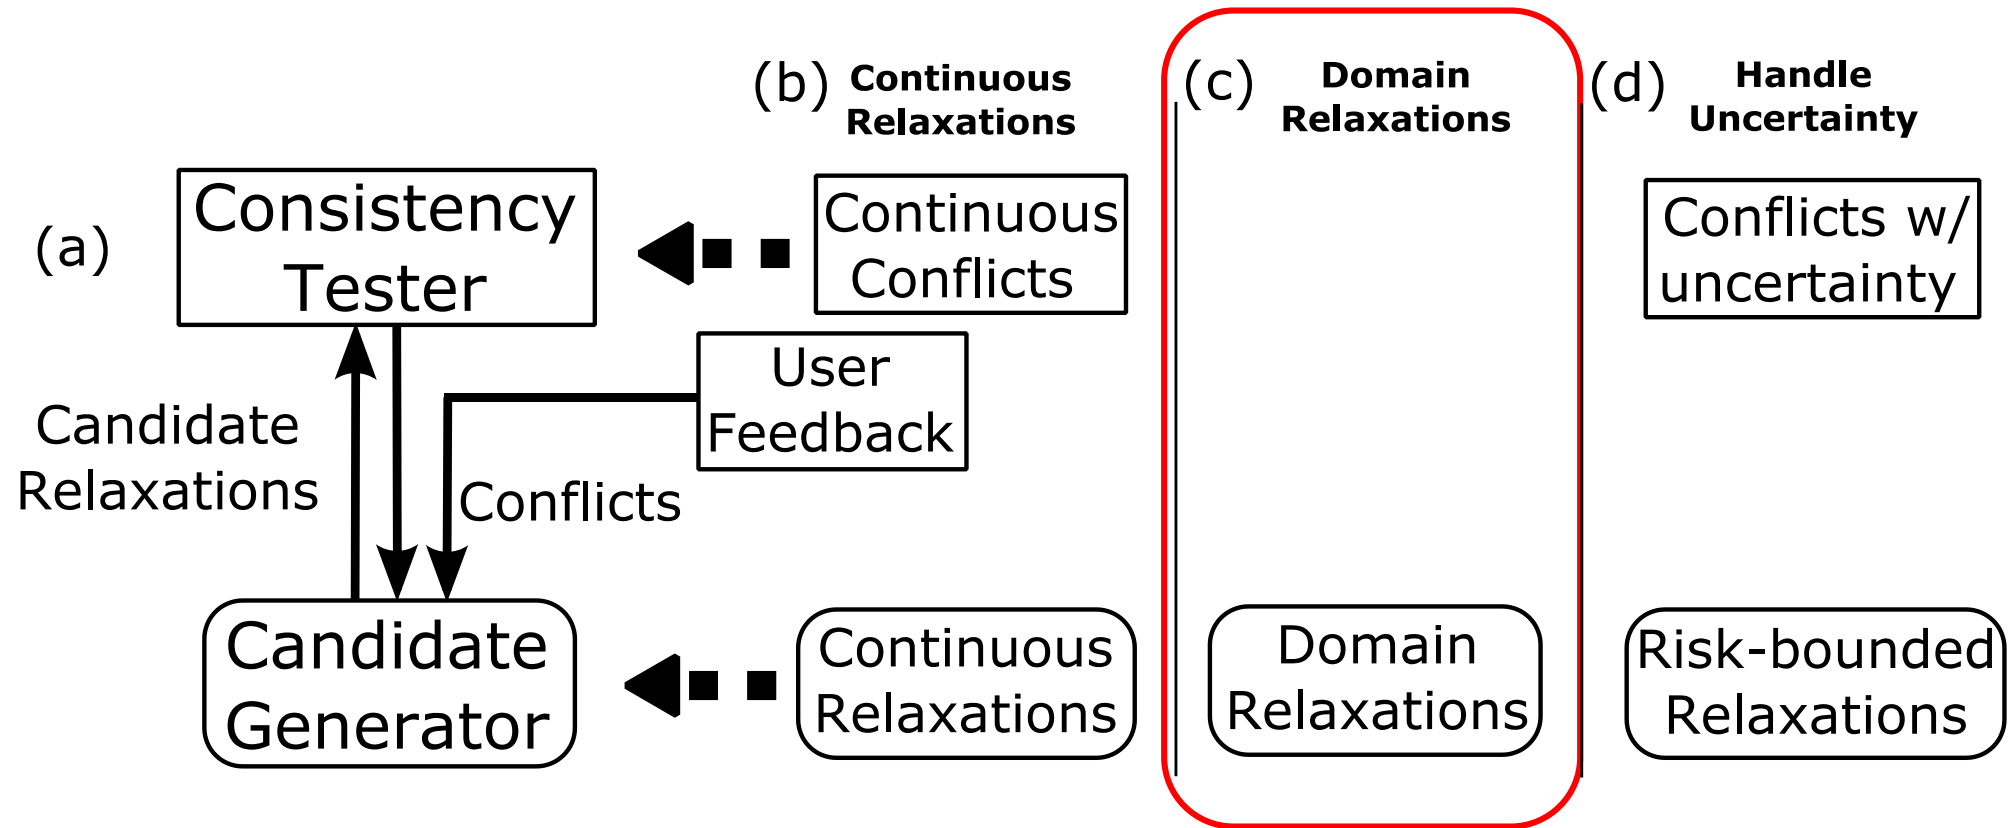 (b)
Continuous
Relaxations
(c)
Domain
Relaxations
(d)
Handle
Uncertainty
(a)
Consistency
Tester
Continuous
Conflicts
Conflicts w/
uncertainty
User
Feedback
Candidate
Relaxations
Conflicts
Candidate
Generator
Continuous
Relaxations
Domain
Relaxations
Risk-bounded
Relaxations